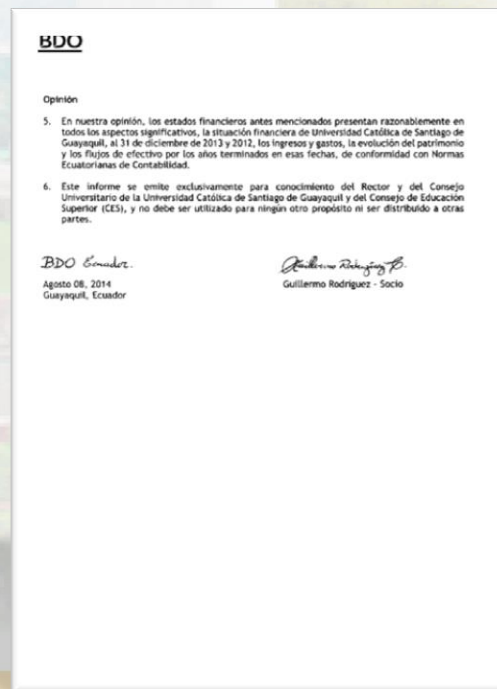 BDO
Opinión
5. En nuestra opinión, los estados financieros antes mencionados presentan razonablemente en
todos los aspectos significativos, la situación financiera de Universidad Católica de Santiago de
Guayaquil, al 31 de diciembre de 2013 y 2012, los ingresos y gastos, la evolución del patrimonio
y los flujos de efectivo por los años terminados en esas fechas, de conformidad con Normas
Ecuatorianas de Contabilidad.
6. Este informe se emite exclusivamente para conocimiento del Rector y del Consejo
Universitario de la Universidad Católica de Santiago de Guayaquil y del Consejo de Educación
Superior (CES), y no debe ser utilizado para ningún otro propósito ni ser distribuido a otras
partes.
BDO Ecuador.
Guillermo Rodríguez B.
Agosto 08, 2014
Guillermo Rodríguez - Socio
Guayaquil, Ecuador